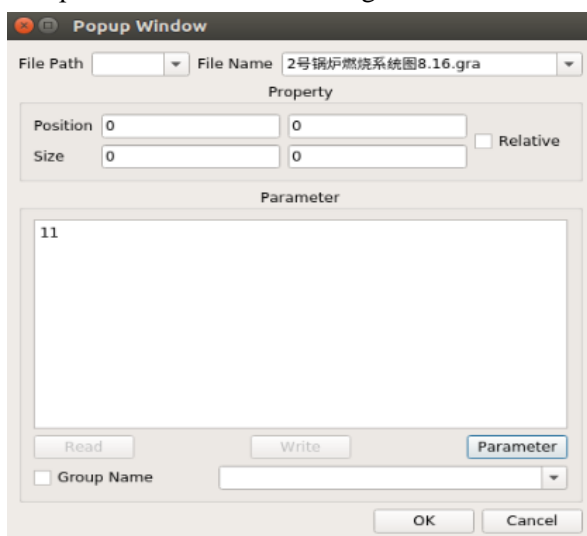 Popup Window
File Path File Name 2号锅炉燃烧系统图8.16.gra
Property
Position 0 0
Relative
Size 0 0
Parameter
11
Read Write Parameter
Group Name
OK Cancel